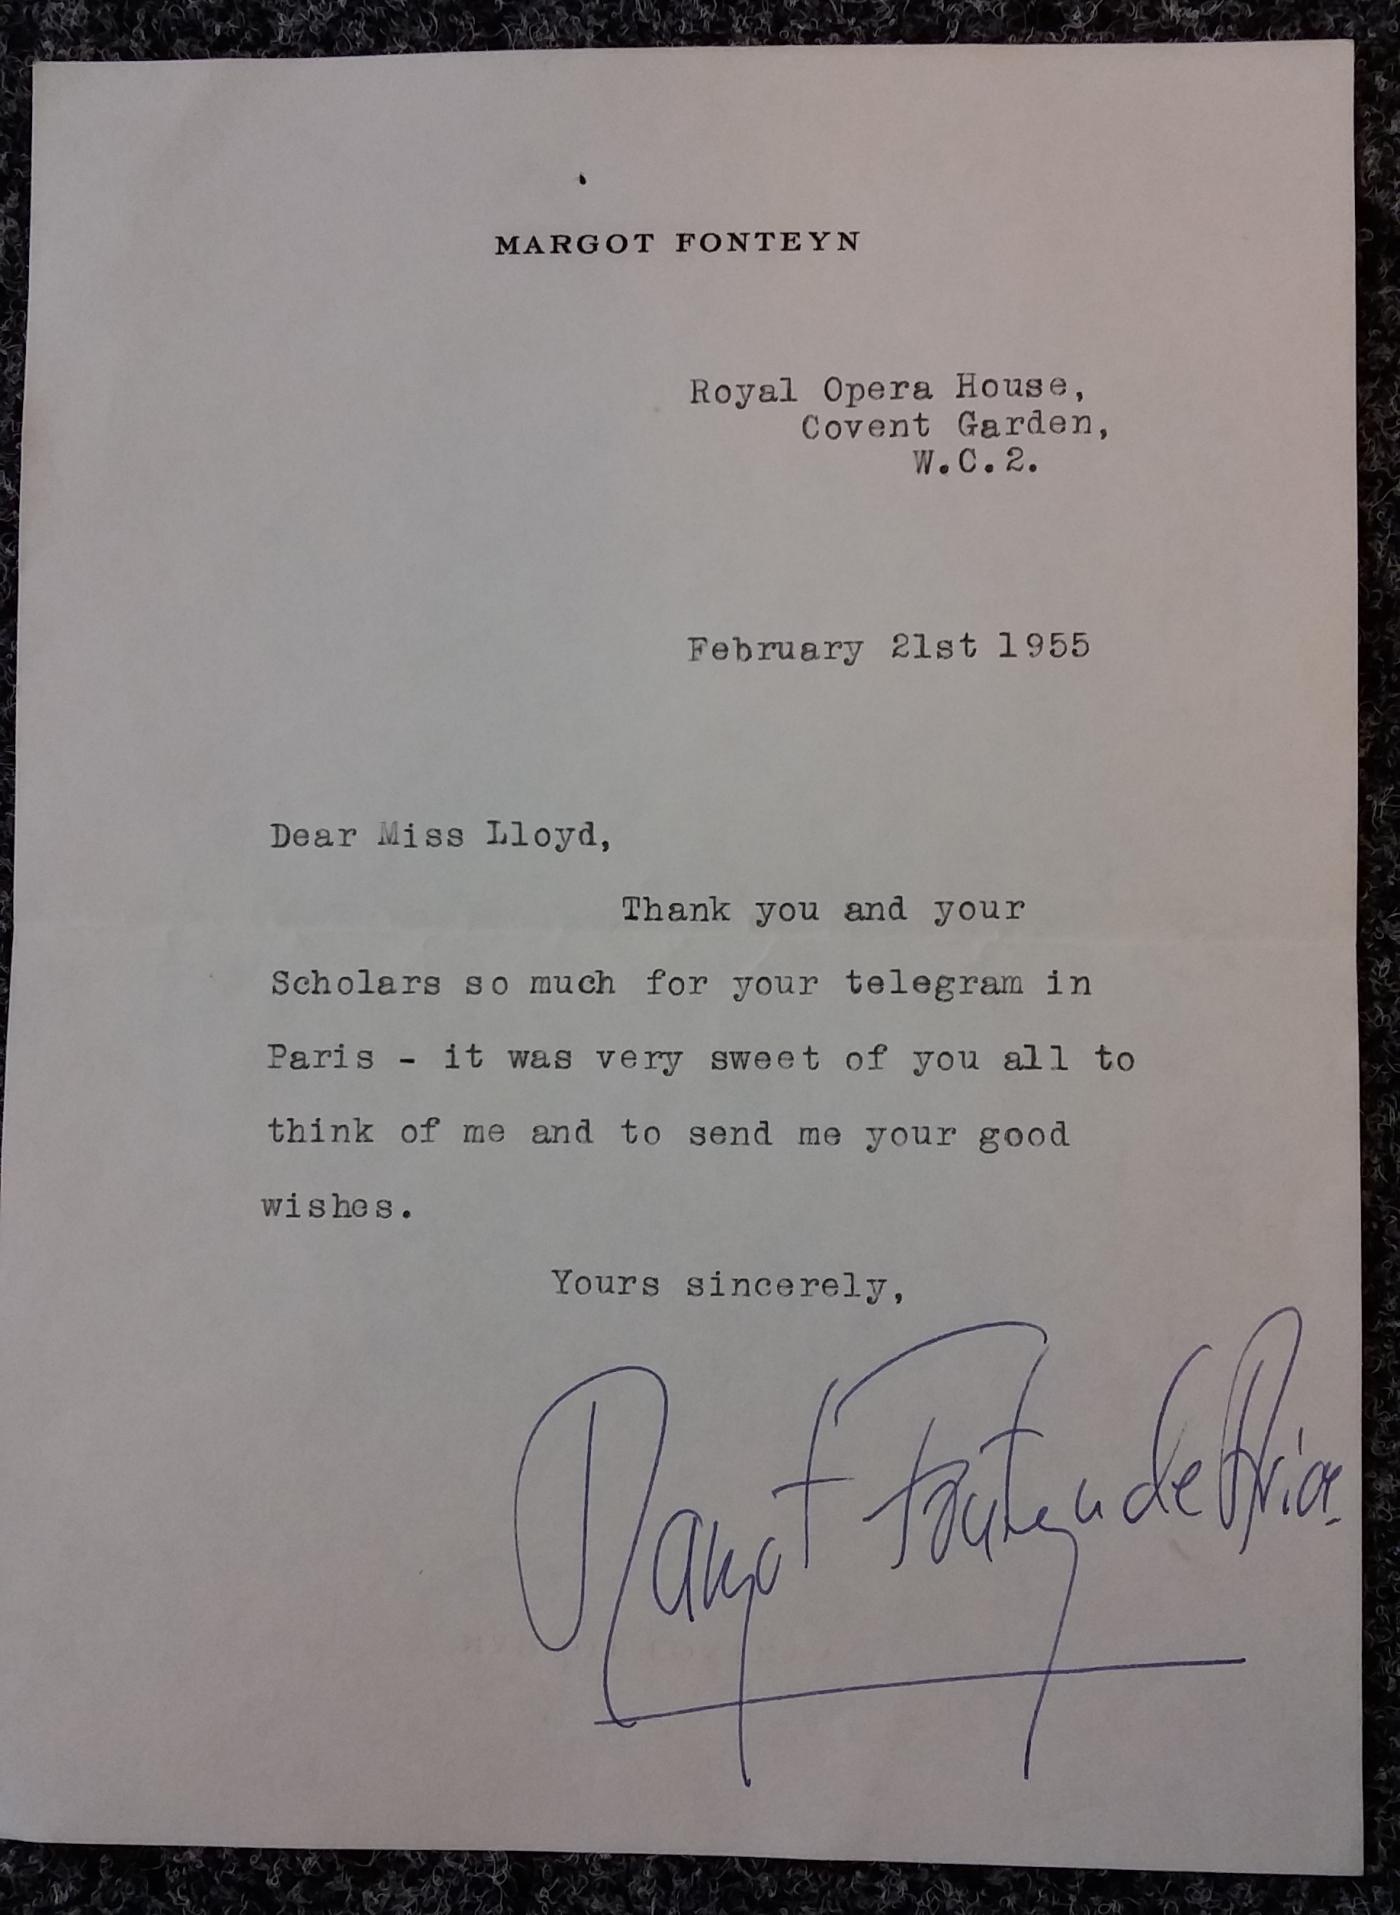 MARGOT FONTEYN
Royal Opera House,
Covent Garden,
W.C.2.
February 21st 1955
Dear Miss Lloyd,
Thank you and your
Scholars so much for your telegram in
Paris - it was very sweet of you all to
think of me and to send me your good
wishes.
Yours sincerely,
Margot Fonteyn de Arias.